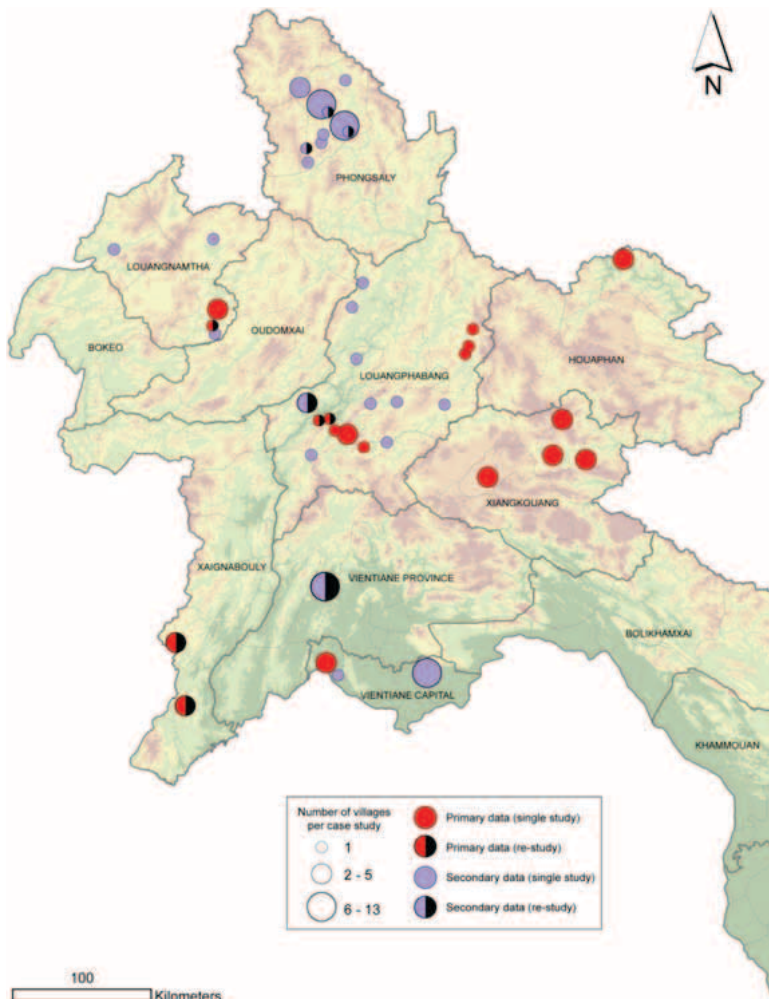 N
PHONGSALY
LOUANGNAMTHA
BOKEO
OUDOMXAI
HOUAPHAN
LOUANGPHABANG
XIANGKOUANG
XAIGNABOULY
VIENTIANE PROVINCE
BOLIKHAMXAI
VIENTIANE CAPITAL
KHAMMOUAN
Number of villages
per case study
1
2 - 5
6 - 13
Primary data (single study)
Primary data (re-study)
Secondary data (single study)
Secondary data (re-study)
100
Kilometers